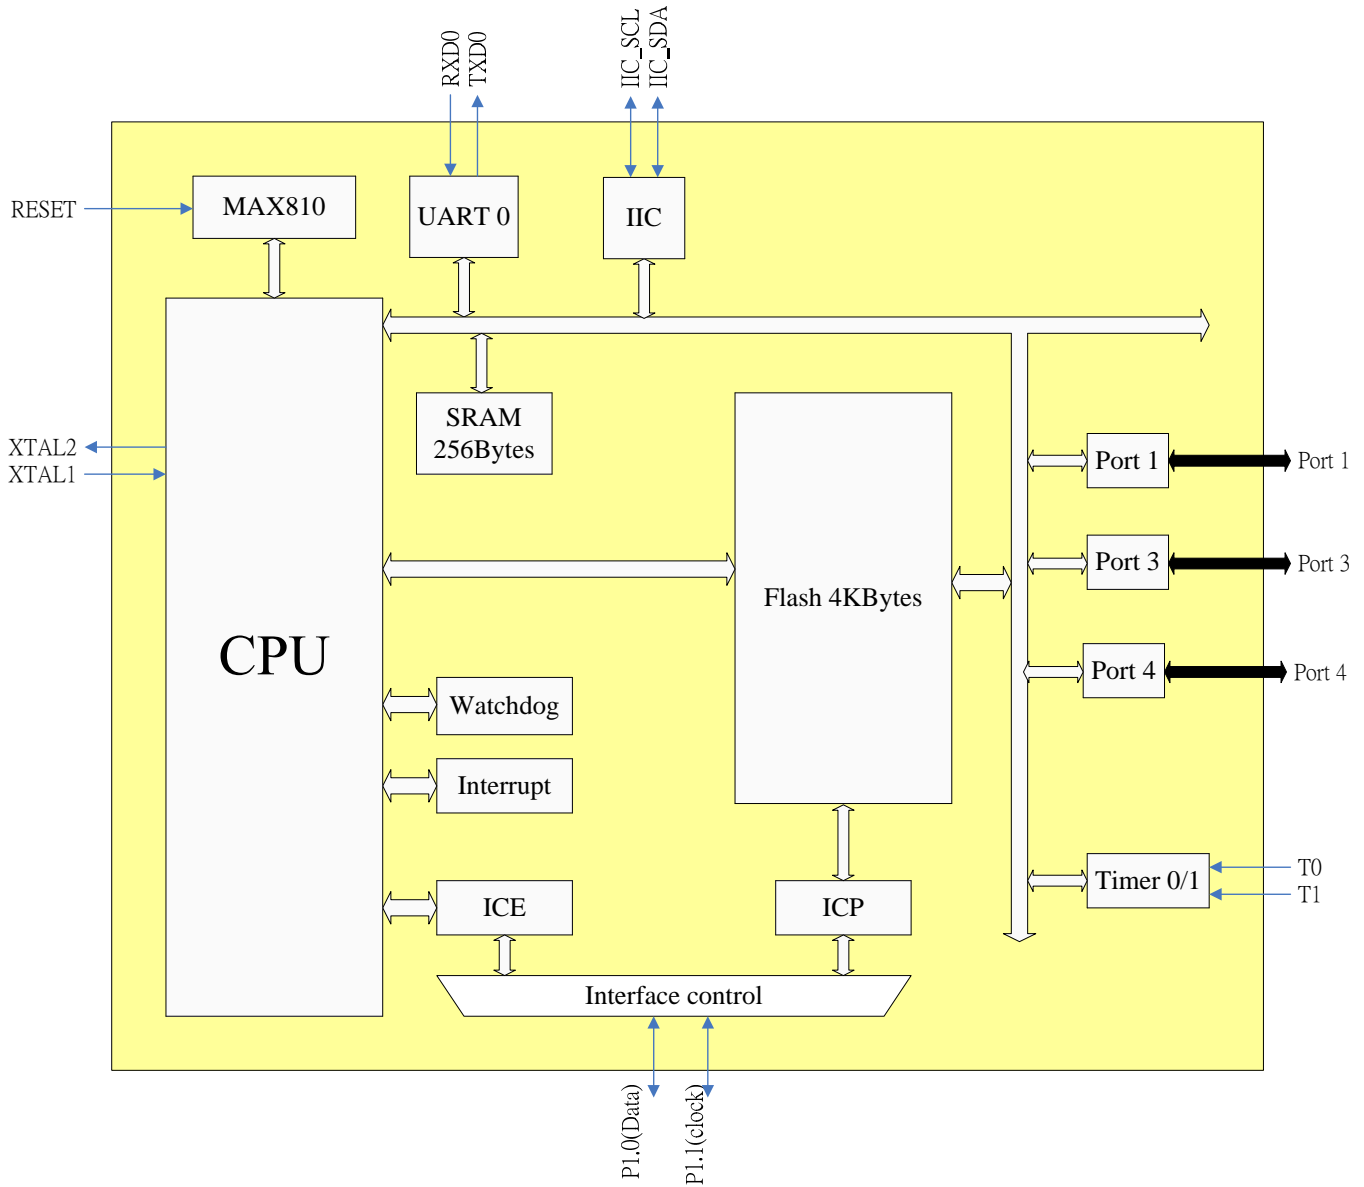 RXD0
TXD0
IIC_SCL
IIC_SDA
RESET
MAX810
UART 0
IIC
XTAL2
XTAL1
SRAM
256Bytes
Port 1
Port 1
Port 3
Port 3
Flash 4KBytes
CPU
Port 4
Port 4
Watchdog
Interrupt
Timer 0/1
T0
T1
ICE
ICP
Interface control
P1.0(Data)
P1.1(clock)